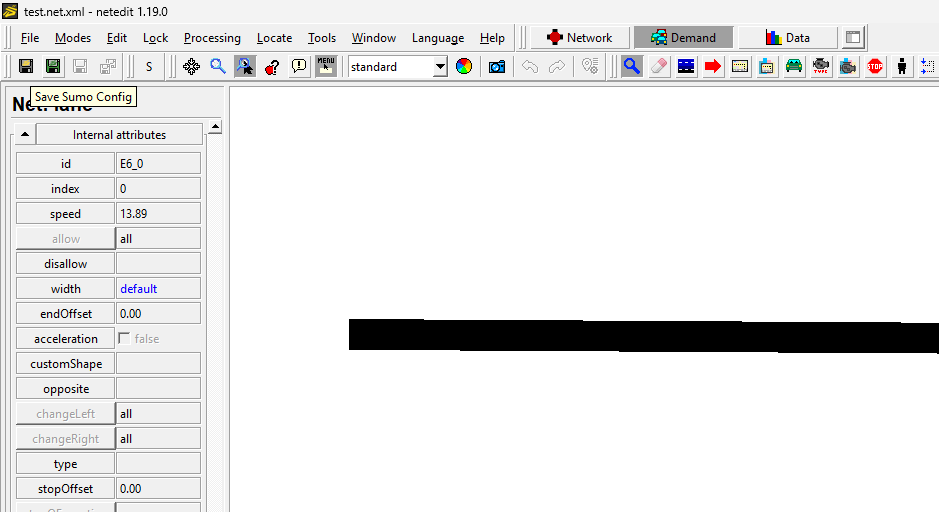 test.net.xml - netedit 1.19.0
File Modes Edit Lock Processing Locate Tools Window Language Help Network Demand Data
S MENU standard TYPE STOP
Save Sumo Config
Internal attributes
id E6_0
index 0
speed 13.89
allow all
disallow
width default
endOffset 0.00
acceleration false
customShape
opposite
changeLeft all
changeRight all
type
stopOffset 0.00